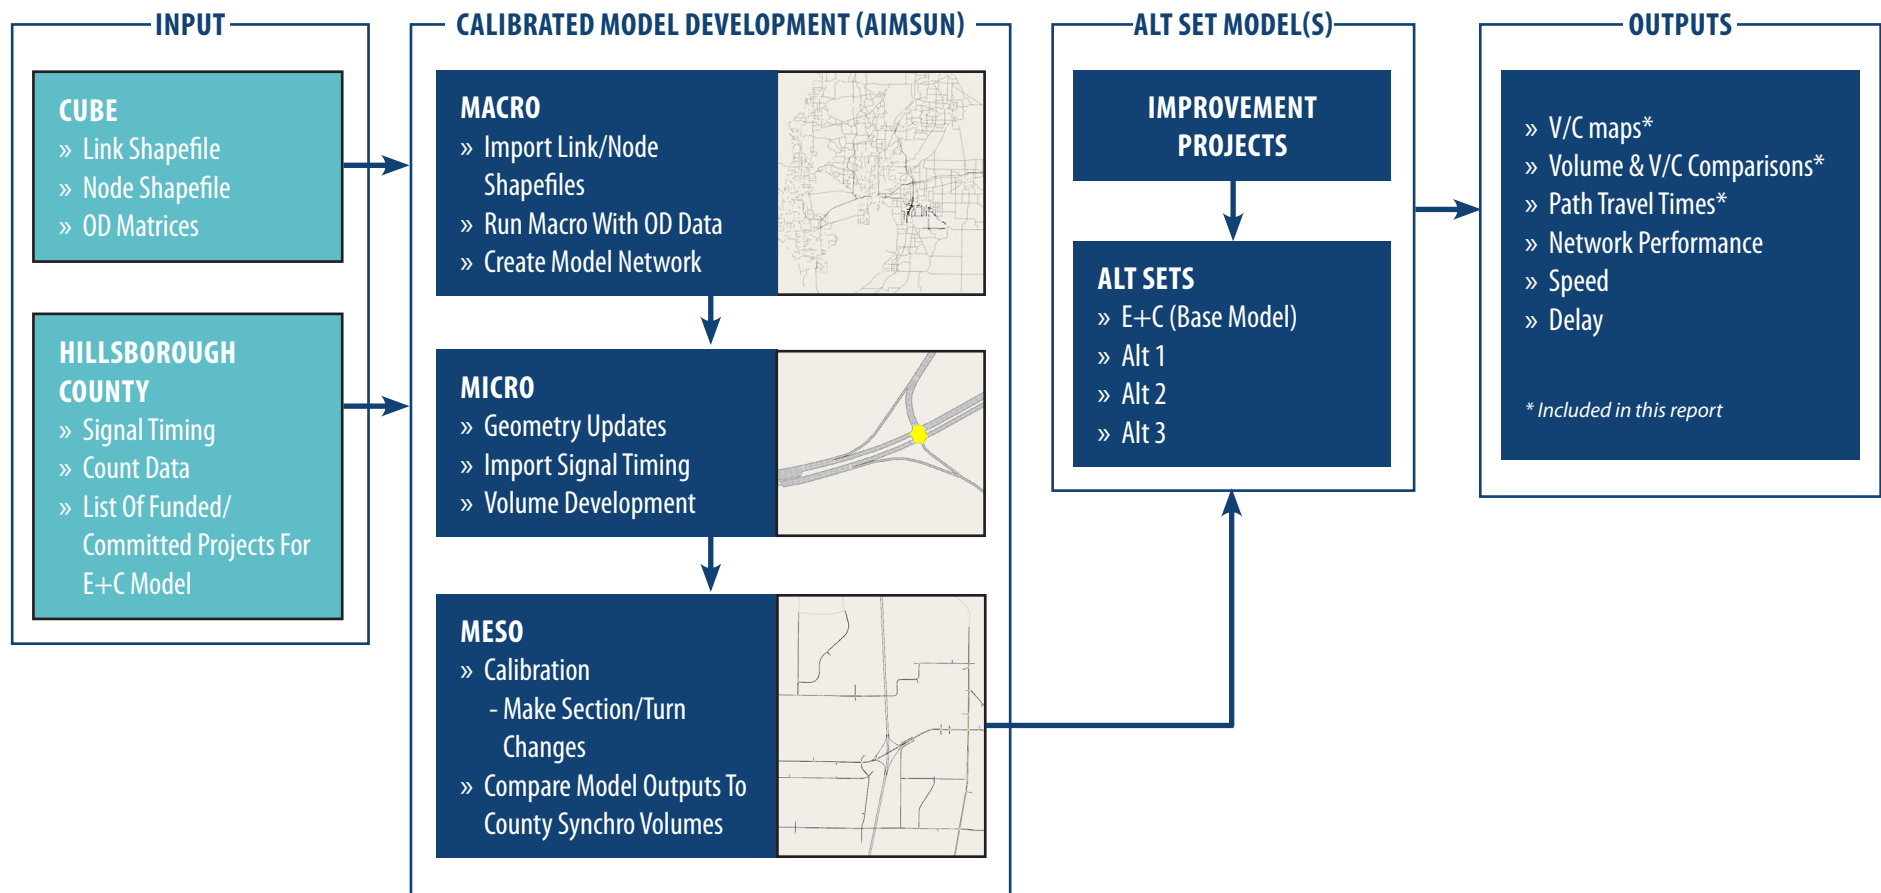 INPUT
CUBE
» Link Shapefile
» Node Shapefile
» OD Matrices
HILLSBOROUGH
COUNTY
» Signal Timing
» Count Data
» List Of Funded/
Committed Projects For
E+C Model
CALIBRATED MODEL DEVELOPMENT (AIMSUN)
MACRO
» Import Link/Node
Shapefiles
» Run Macro With OD Data
» Create Model Network
MICRO
» Geometry Updates
» Import Signal Timing
» Volume Development
MESO
» Calibration
- Make Section/Turn
Changes
» Compare Model Outputs To
County Synchro Volumes
ALT SET MODEL(S)
IMPROVEMENT
PROJECTS
ALT SETS
» E+C (Base Model)
» Alt 1
» Alt 2
» Alt 3
OUTPUTS
» V/C maps*
» Volume & V/C Comparisons*
» Path Travel Times*
» Network Performance
» Speed
» Delay
* Included in this report